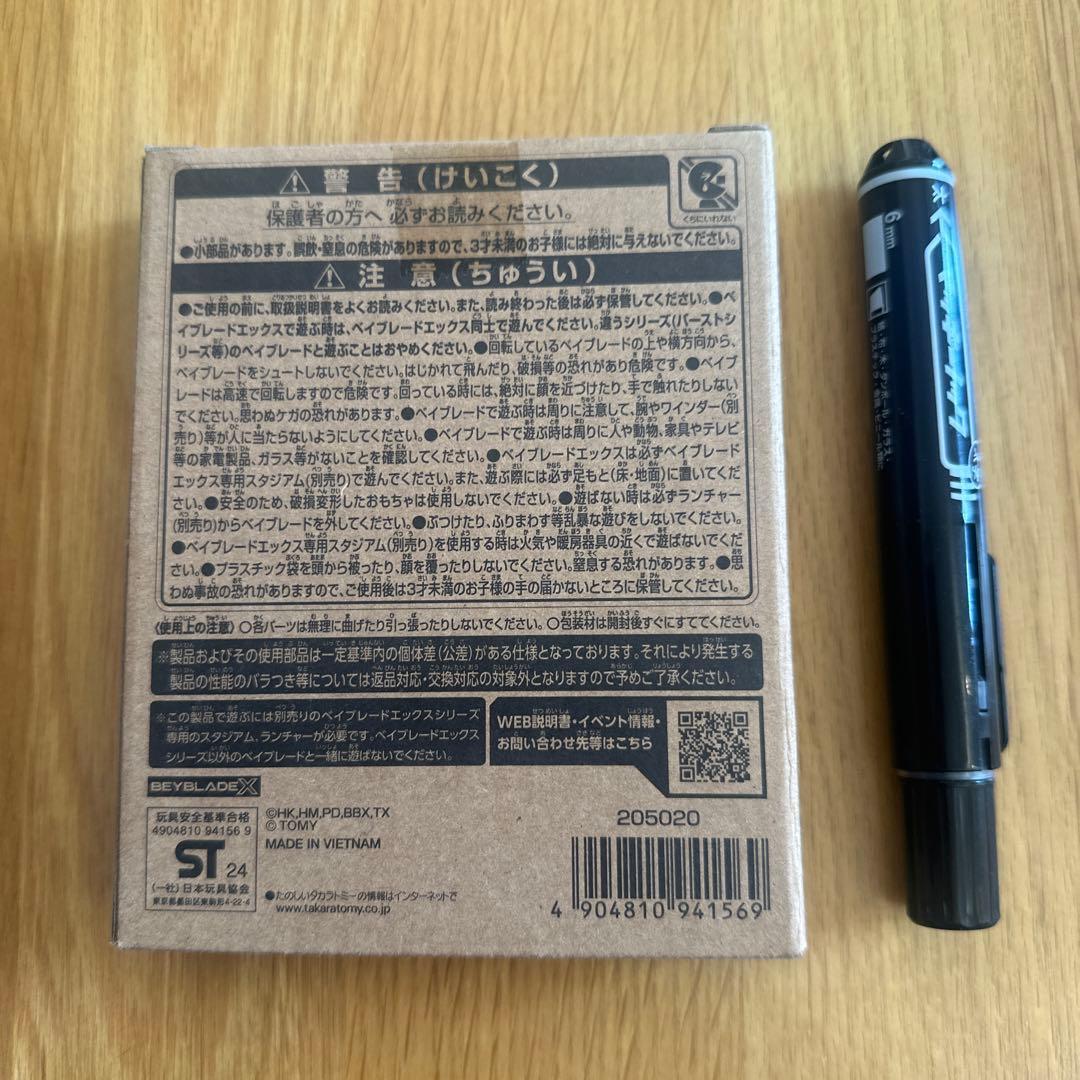 警告（けいこく）
くちにいれない
保護者の方へ 必ずお読みください。
●小部品があります。誤飲・窒息の危険がありますので、3才未満のお子様には絶対に与えないでください。
注意（ちゅうい）
●ご使用の前に、取扱説明書をよくお読みください。また、読み終わった後は必ず保管してください。●ベ
イブレードエックスで遊ぶ時は、ベイブレードエックス同士で遊んでください。違うシリーズ(バーストシ
リーズ等)のベイブレードと遊ぶことはおやめください。●回転しているベイブレードの上や横方向から、
ベイブレードをシュートしないでください。はじかれて飛んだり、破損等の恐れがあり危険です。●ベイブ
レードは高速で回転しますので危険です。回っている時には、絶対に顔を近づけたり、手で触れたりしない
でください。思わぬケガの恐れがあります。●ベイブレードで遊ぶ時は周りに注意して、腕やワインダー(別
売り)等が人に当たらないようにしてください。●ベイブレードで遊ぶ時は周りに人や動物、家具やテレビ
等の家電製品、ガラス等がないことを確認してください。●ベイブレードエックスは必ずベイブレード
エックス専用スタジアム(別売り)で遊んでください。また、遊ぶ際には必ず足もと(床・地面)に置いてくだ
さい。●安全のため、破損変形したおもちゃは使用しないでください。●遊ばない時は必ずランチャー
(別売り)からベイブレードを外してください。●ぶつけたり、ふりまわす等乱暴な遊びをしないでください。
●ベイブレードエックス専用スタジアム(別売り)を使用する時は火気や暖房器具の近くで遊ばないでくだ
さい。●プラスチック袋を頭から被ったり、顔を覆ったりしないでください。窒息する恐れがあります。●思
わぬ事故の恐れがありますので、ご使用後は3才未満のお子様の手の届かないところに保管してください。
〈使用上の注意〉○各パーツは無理に曲げたり引っ張ったりしないでください。○包装材は開封後すぐにすててください。
※製品およびその使用部品は一定基準内の個体差(公差)がある仕様となっております。それにより発生する
製品の性能のバラつき等については返品対応・交換対応の対象外となりますので予めご了承ください。
※この製品で遊ぶには別売りのベイブレードエックスシリーズ
専用のスタジアム、ランチャーが必要です。ベイブレードエックス
シリーズ以外のベイブレードと一緒に遊ばないでください。
WEB説明書・イベント情報・
お問い合わせ先等はこちら
BEYBLADE X
玩具安全基準合格
4904810 94156 9
ST 24
(一社)日本玩具協会
東京都墨田区東駒形4-22-4
©HK,HM,PD,BBX,TX
© TOMY
MADE IN VIETNAM
●たのしいタカラトミーの情報はインターネットで
www.takaratomy.co.jp
205020
4 904810 941569
6mm